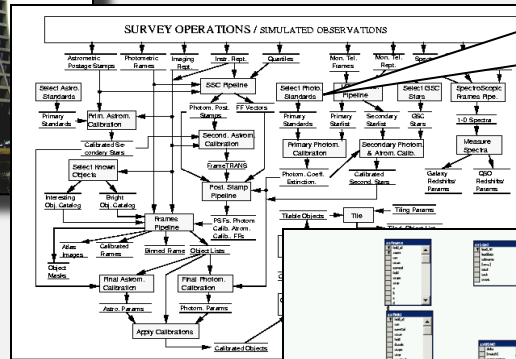 SURVEY OPERATIONS / SIMULATED OBSERVATIONS
Astrometric
Postage Stamps
Photometric
Frames
Imaging
Rept.
Instr. Rept.
Quartiles
Mon. Tel.
Frames
Mon. Tel.
Rept.
Select Astro.
Standards
SSC Pipeline
Select Photo.
Standards
Pipeline
Select GSC
Stars
SpectroScopic
Frames Pipe.
Primary
Standards
Prim. Astrom.
Calibration
Photom. Post.
Stamps
FF Vectors
Primary
Standards
Primary
Starlist
Secondary
Starlist
GSC
Stars
1-D Spectra
Calibrated Se-
condary Stars
Second. Astrom.
Calibration
Primary Photom.
Calibration
Secondary Photom.
& Atrom. Calib.
Measure
Spectra
Select Known
Objects
FrameTRANS
Photom. Coeff.
Extinction.
Calibrated
Second. Stars
Galaxy
Redshifts/
Params
QSO
Redshifts/
Params
Interesting
Obj. Catalog
Bright
Obj. Catalog
Post. Stamp
Pipeline
Frames
Pipeline
PSFs, Photom
Calib, Atrom.
Calib., FFs
Tilable Objects
Tile
Tiling Params
Atlas
Images
Calibrated
Frames
Binned Frame
Object Lists
Object
Masks
Final Astrom.
Calibration
Final Photom.
Calibration
Astro. Params
Photom. Params
Apply Calibrations
Calibrated Objects